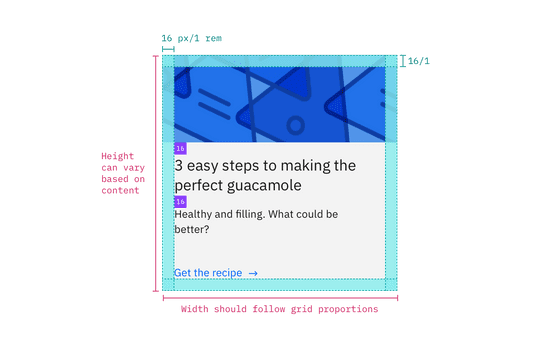 16 px/1 rem
16/1
16
3 easy steps to making the
perfect guacamole
16
Healthy and filling. What could be
better?
Get the recipe →
Height
can vary
based on
content
Width should follow grid proportions